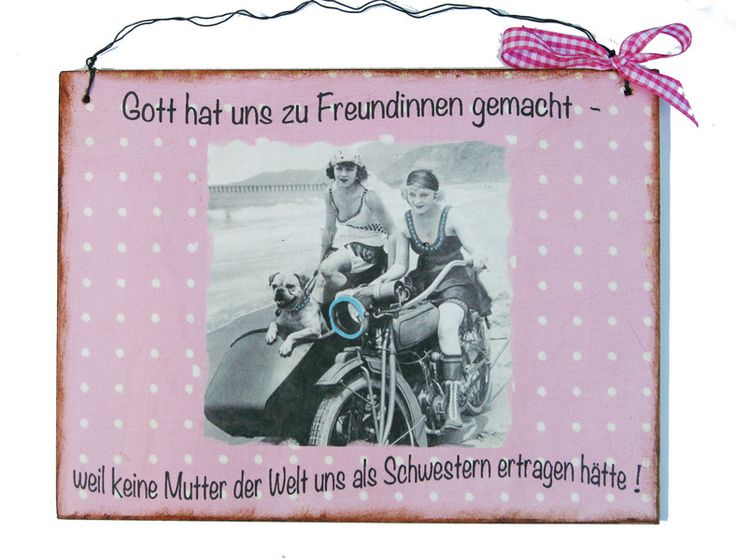 Gott hat uns zu Freundinnen gemacht -
weil keine Mutter der Welt uns als Schwestern ertragen hätte !